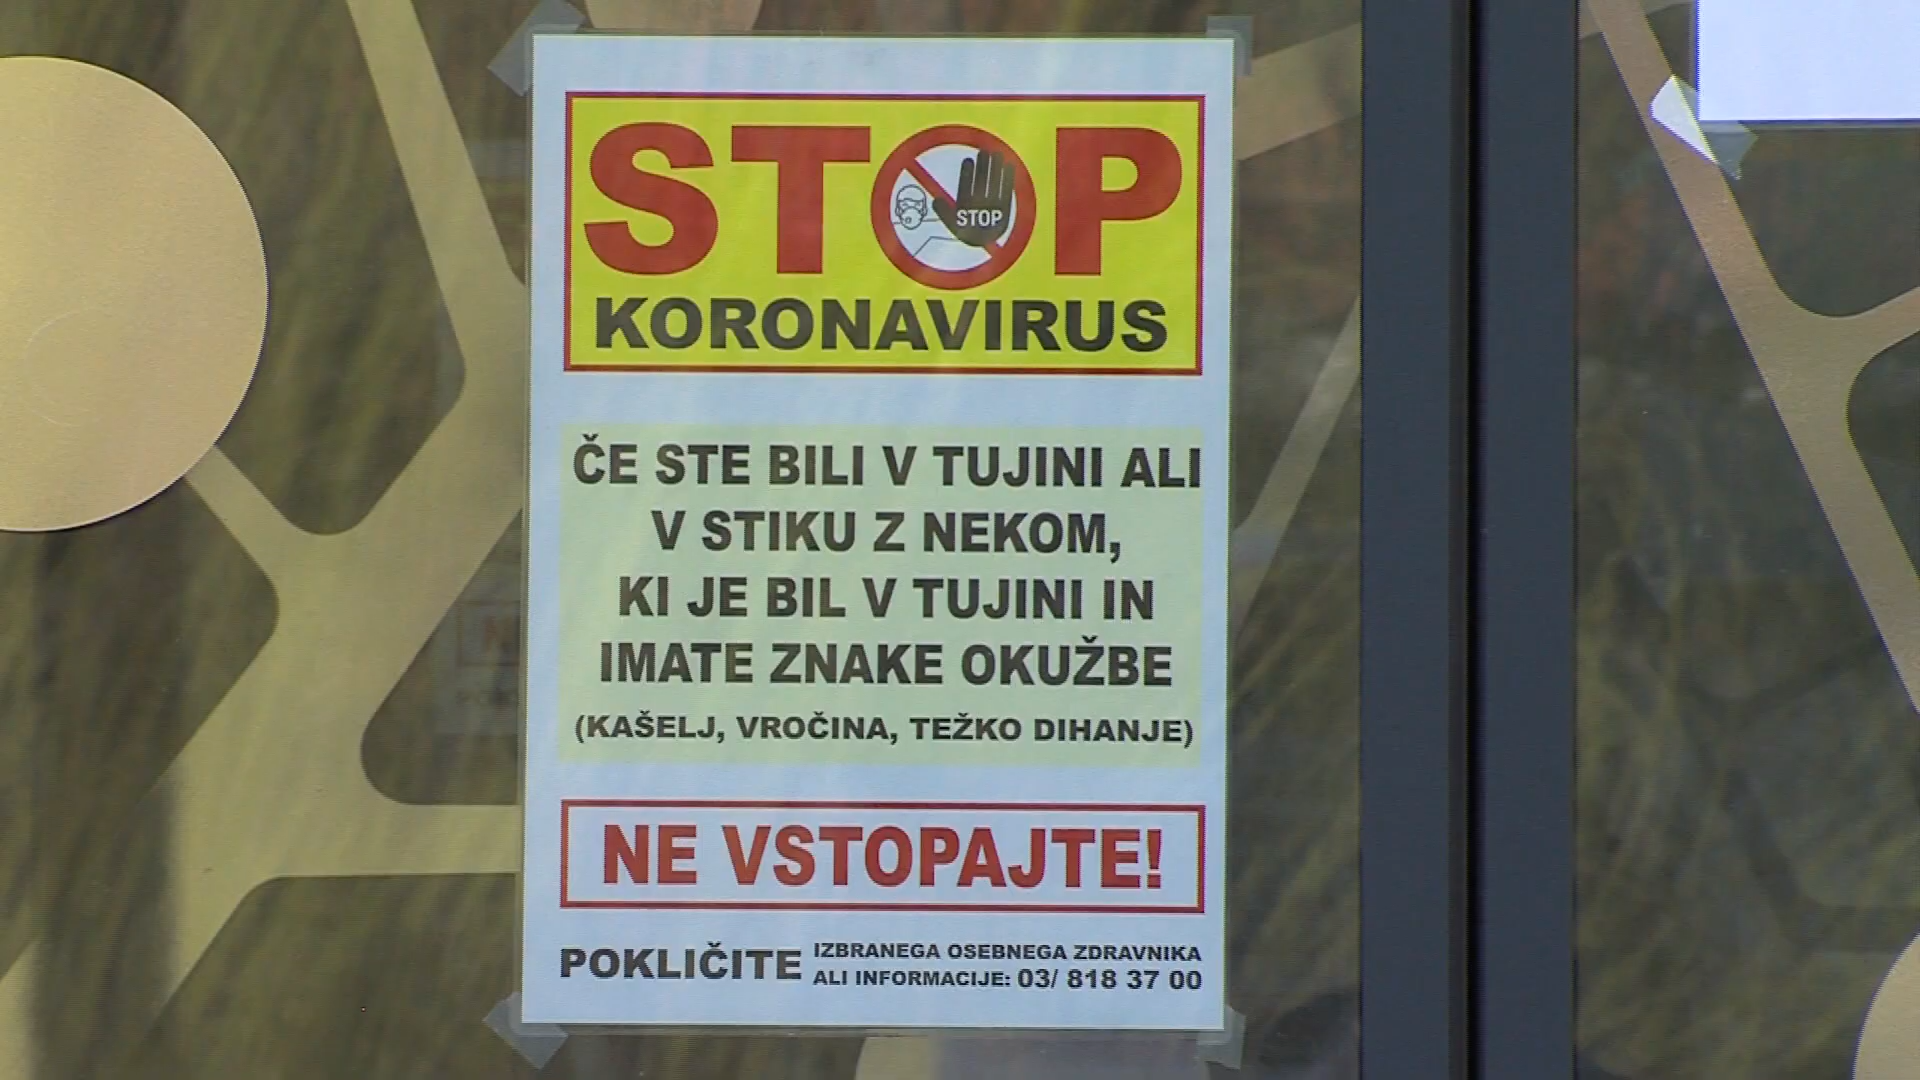 STOP
STOP
KORONAVIRUS
ČE STE BILI V TUJINI ALI
V STIKU Z NEKOM,
KI JE BIL V TUJINI IN
IMATE ZNAKE OKUŽBE
(KAŠELJ, VROČINA, TEŽKO DIHANJE)
NE VSTOPAJTE!
POKLIČITE IZBRANEGA OSEBNEGA ZDRAVNIKA
ALI INFORMACIJE: 03/ 818 37 00